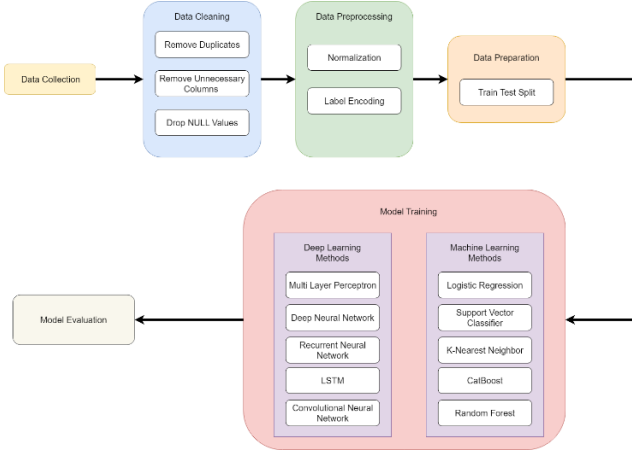 Data Collection
Data Cleaning
Remove Duplicates
Remove Unnecessary
Columns
Drop NULL Values
Data Preprocessing
Normalization
Label Encoding
Data Preparation
Train Test Split
Model Training
Deep Learning
Methods
Multi Layer Perceptron
Deep Neural Network
Recurrent Neural
Network
LSTM
Convolutional Neural
Network
Machine Learning
Methods
Logistic Regression
Support Vector
Classifier
K-Nearest Neighbor
CatBoost
Random Forest
Model Evaluation